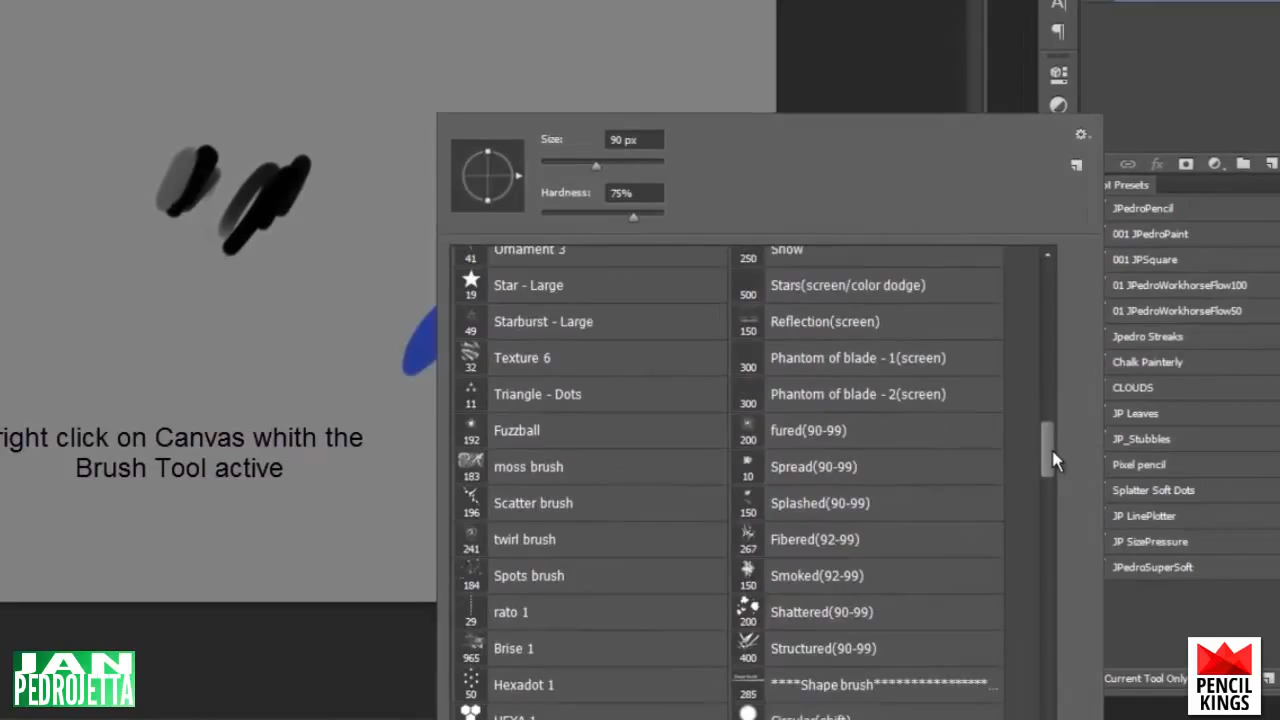 Size:
90 px
Hardness:
75%
right click on Canvas whith the
Brush Tool active
41
Ornament 3
19
Star - Large
49
Starburst - Large
32
Texture 6
11
Triangle - Dots
192
Fuzzball
183
moss brush
196
Scatter brush
241
twirl brush
184
Spots brush
29
rato 1
965
Brise 1
50
Hexadot 1
HEXA 1
250
Snow
500
Stars(screen/color dodge)
150
Reflection(screen)
300
Phantom of blade - 1(screen)
300
Phantom of blade - 2(screen)
200
fured(90-99)
10
Spread(90-99)
150
Splashed(90-99)
267
Fibered(92-99)
150
Smoked(92-99)
200
Shattered(90-99)
400
Structured(90-99)
285
****Shape brush****************...
Circular(shift)
fx
ol Presets
JPedroPencil
001 JPedroPaint
001 JPSquare
01 JPedroWorkhorseFlow100
01 JPedroWorkhorseFlow50
Jpedro Streaks
Chalk Painterly
CLOUDS
JP Leaves
JP_Stubbles
Pixel pencil
Splatter Soft Dots
JP LinePlotter
JP SizePressure
JPedroSuperSoft
Current Tool Only
JAN
PEDROJETTA
PENCIL
KINGS